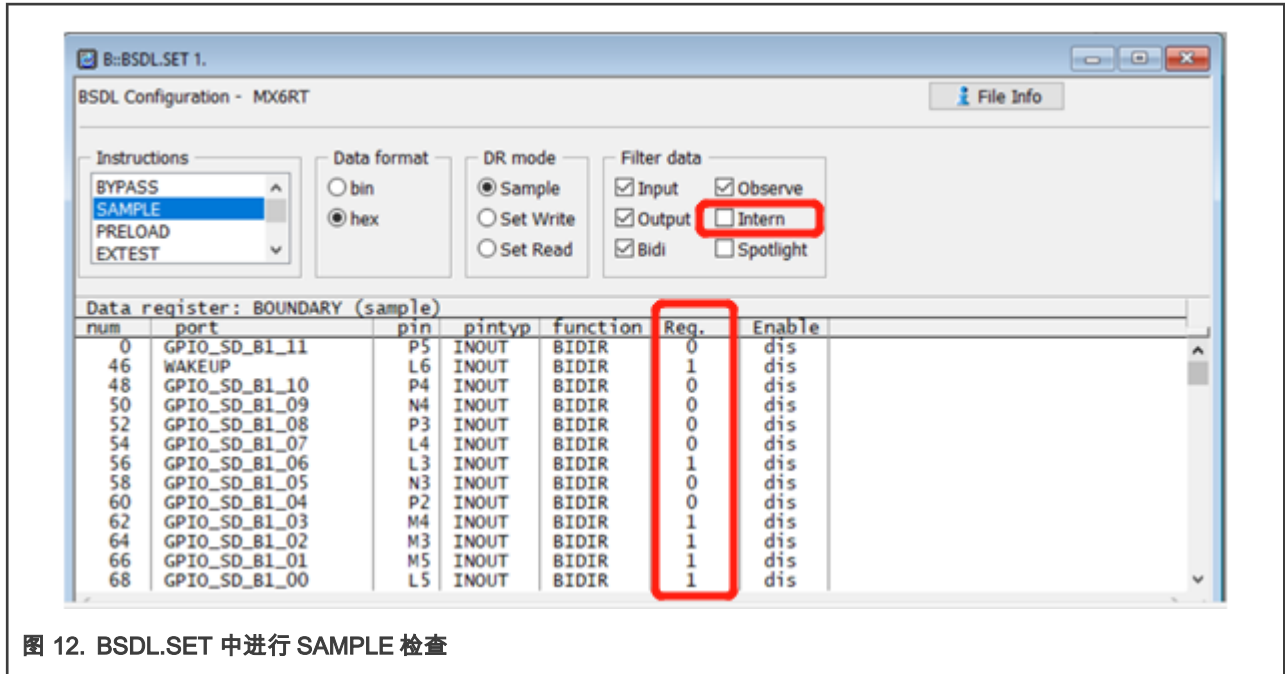 B::BSDL.SET 1.
BSDL Configuration - MX6RT
File Info
Instructions
Data format
DR mode
Filter data
BYPASS
SAMPLE
PRELOAD
EXTEST
bin
hex
Sample
Set Write
Set Read
Input
Observe
Output
Intern
Bidi
Spotlight
Data register: BOUNDARY (sample)
num port pin pintyp function Reg. Enable
0 GPIO_SD_B1_11 P5 INOUT BIDIR 0 dis
46 WAKEUP L6 INOUT BIDIR 1 dis
48 GPIO_SD_B1_10 P4 INOUT BIDIR 0 dis
50 GPIO_SD_B1_09 N4 INOUT BIDIR 0 dis
52 GPIO_SD_B1_08 P3 INOUT BIDIR 0 dis
54 GPIO_SD_B1_07 L4 INOUT BIDIR 0 dis
56 GPIO_SD_B1_06 L3 INOUT BIDIR 1 dis
58 GPIO_SD_B1_05 N3 INOUT BIDIR 0 dis
60 GPIO_SD_B1_04 P2 INOUT BIDIR 0 dis
62 GPIO_SD_B1_03 M4 INOUT BIDIR 1 dis
64 GPIO_SD_B1_02 M3 INOUT BIDIR 1 dis
66 GPIO_SD_B1_01 M5 INOUT BIDIR 1 dis
68 GPIO_SD_B1_00 L5 INOUT BIDIR 1 dis
图 12. BSDL.SET 中进行 SAMPLE 检查